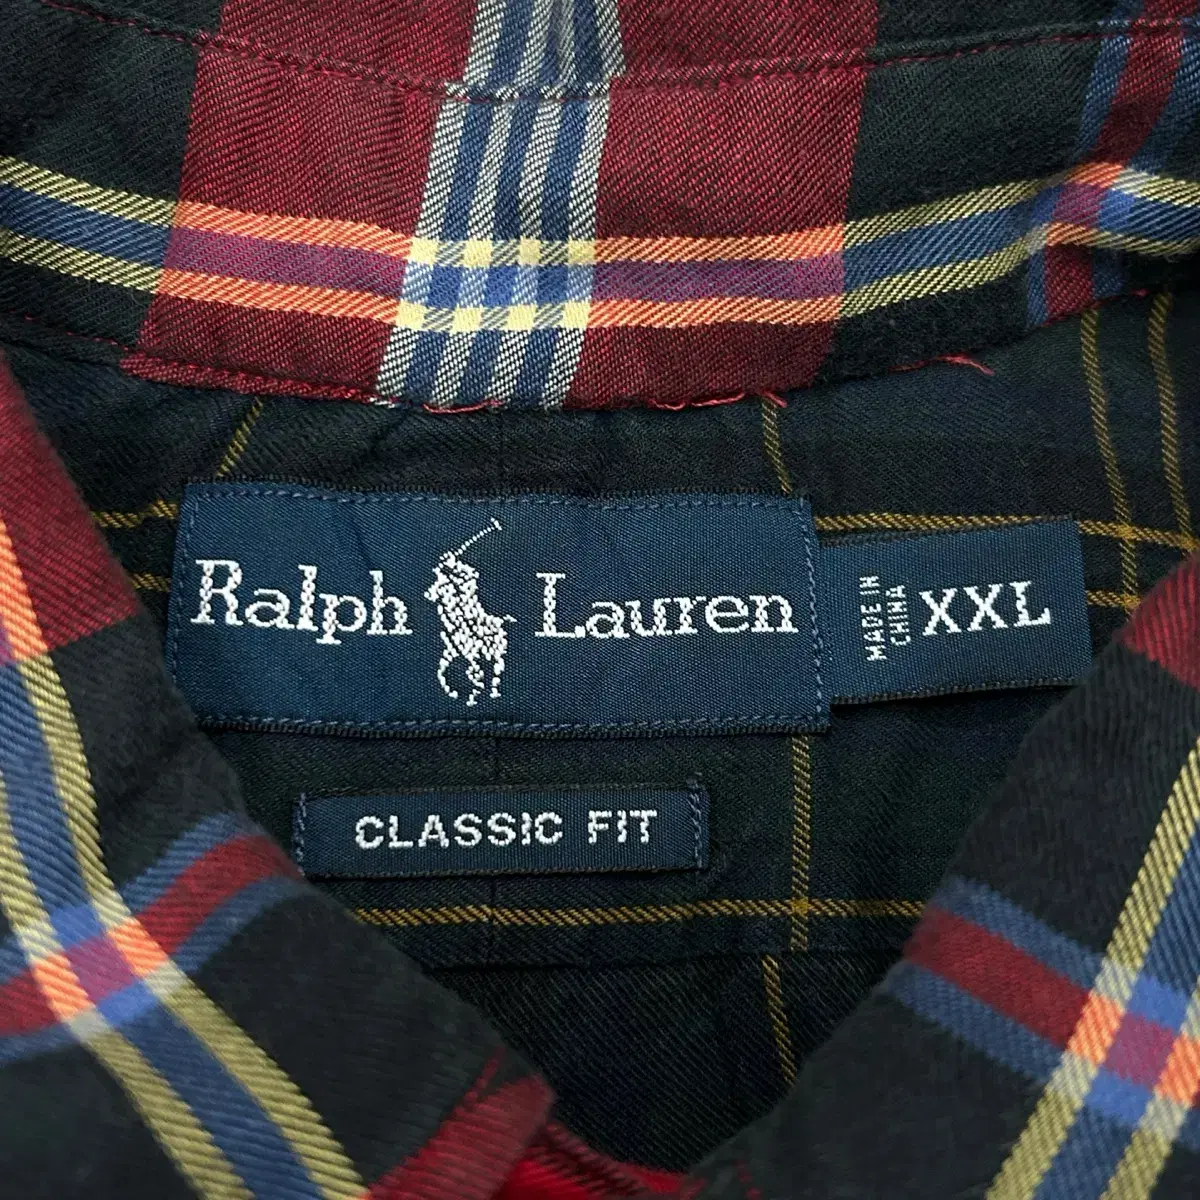 Ralph Lauren
MADE IN
CHINA
XXL
CLASSIC FIT